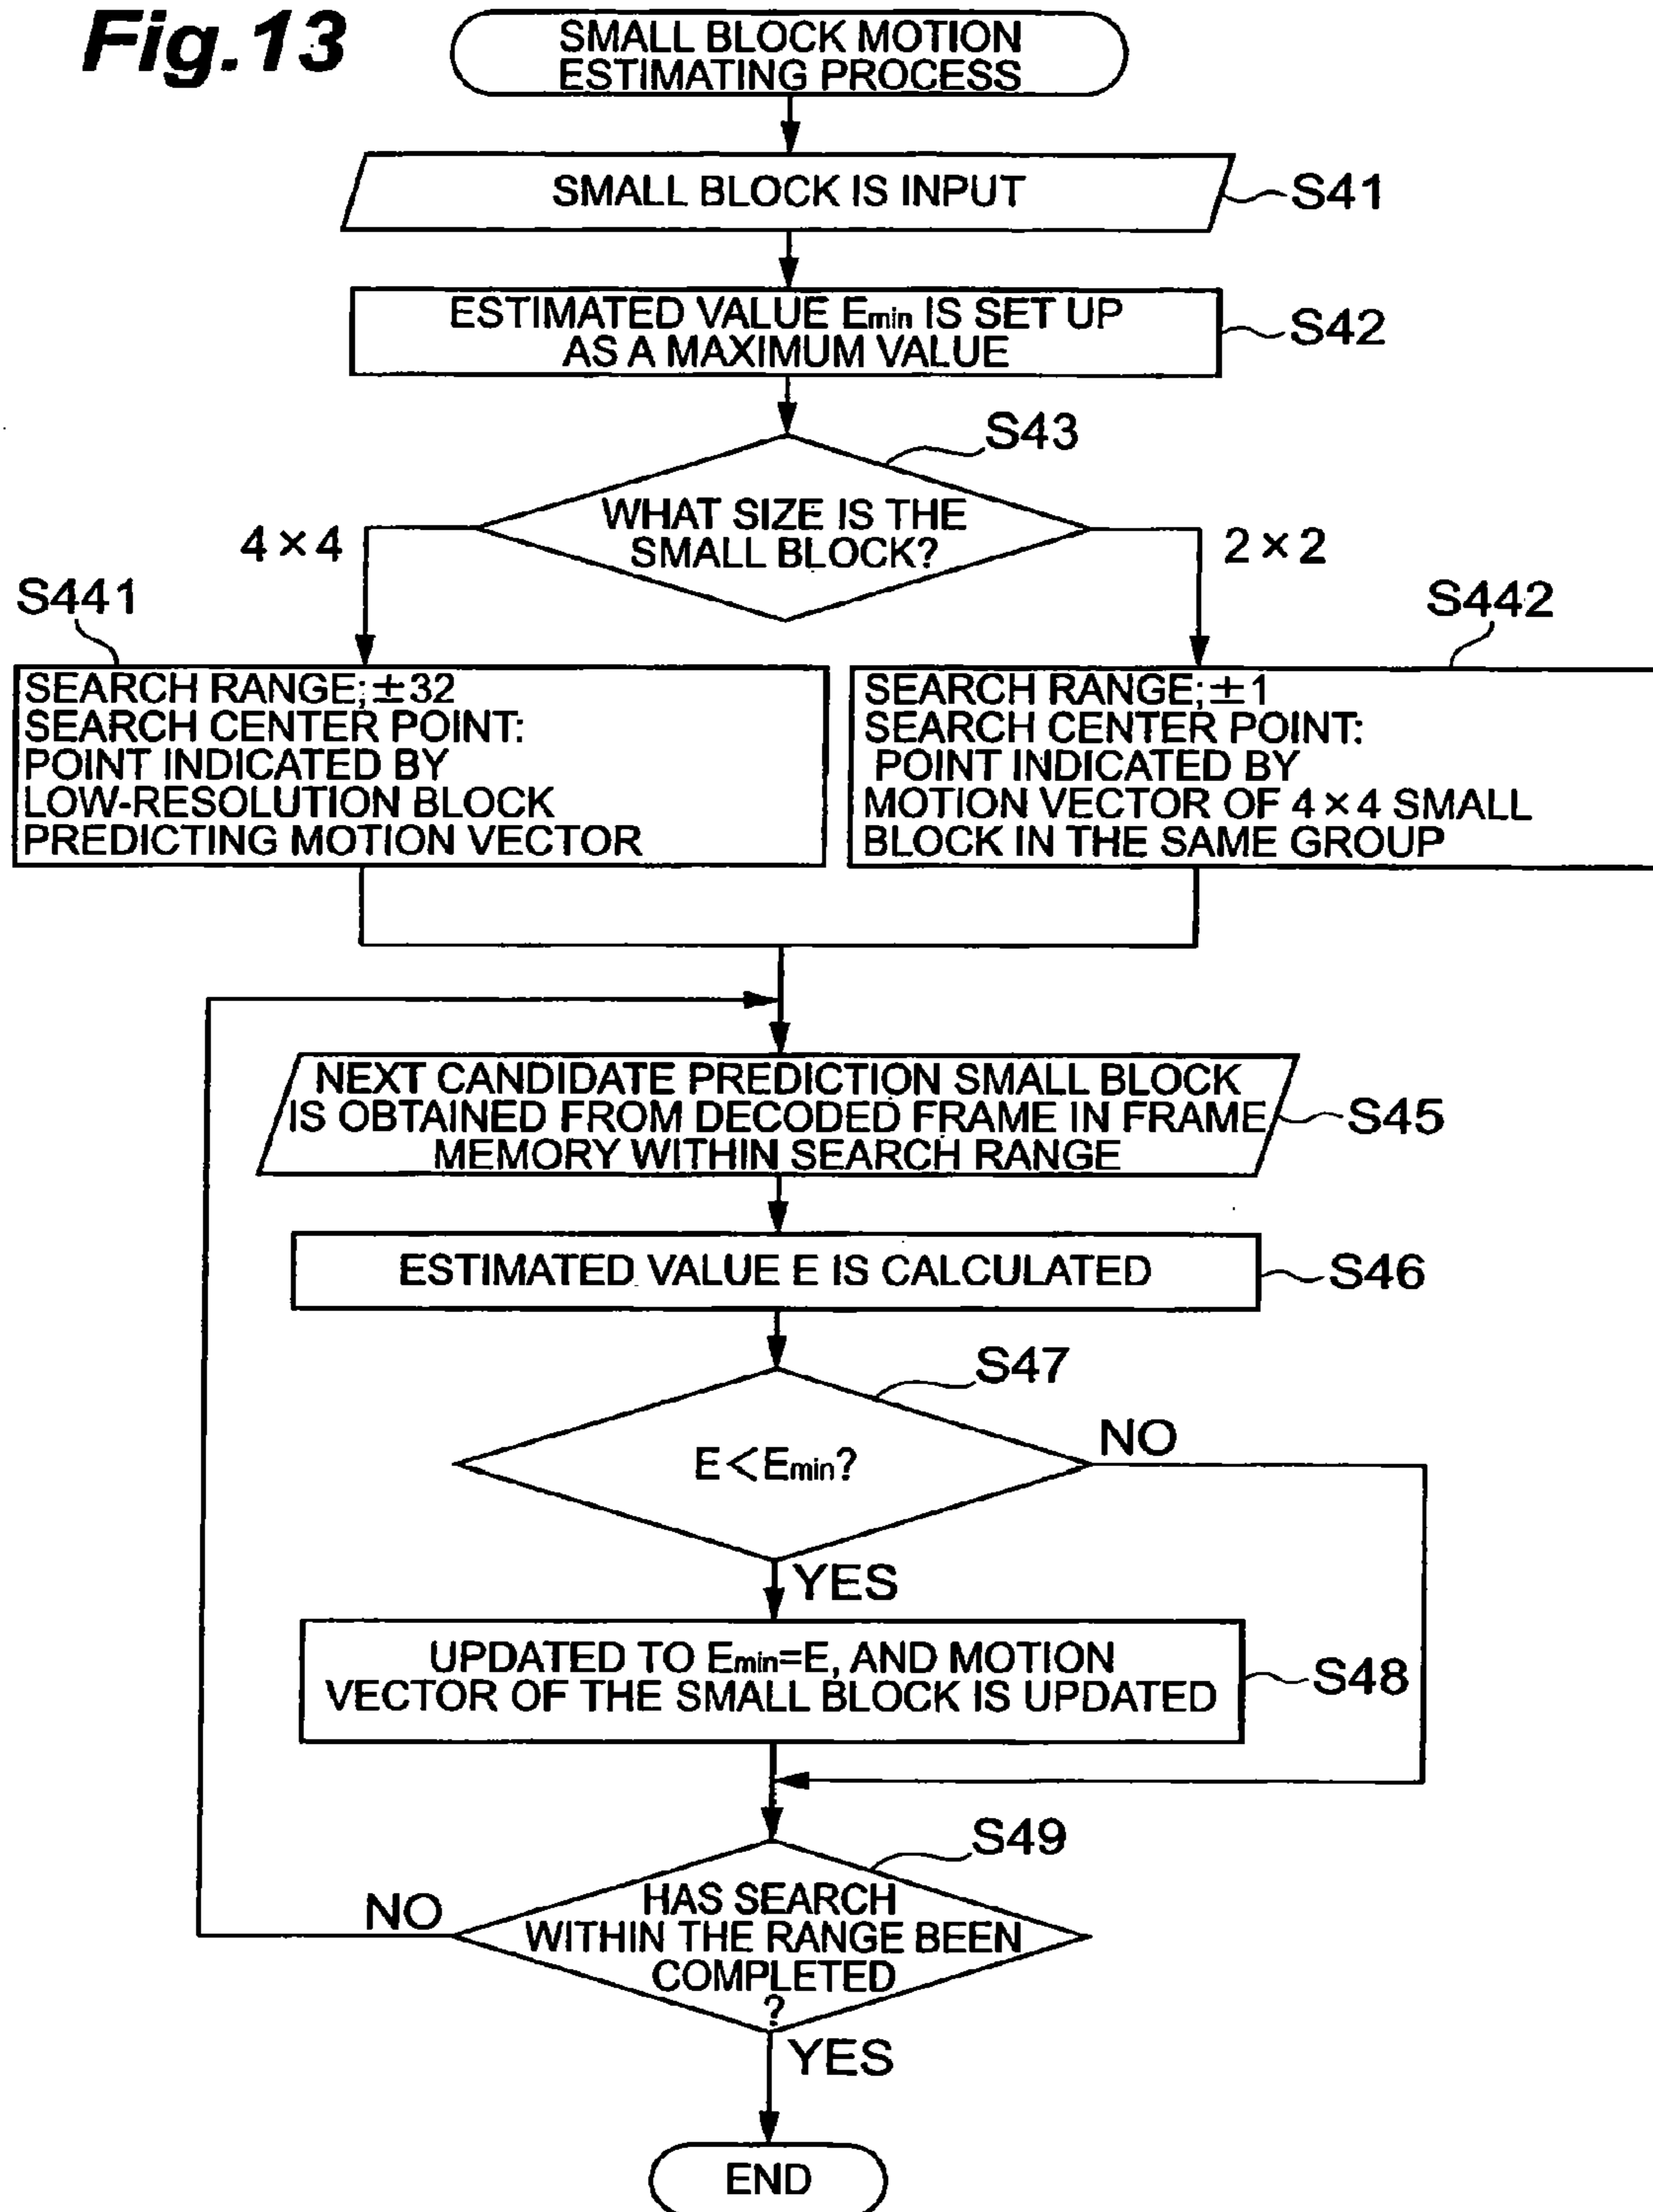 Fig.13
SMALL BLOCK MOTION
ESTIMATING PROCESS
SMALL BLOCK IS INPUT
S41
ESTIMATED VALUE Emin IS SET UP
AS A MAXIMUM VALUE
S42
S43
WHAT SIZE IS THE
SMALL BLOCK?
4×4
2×2
S441
S442
SEARCH RANGE;±32
SEARCH CENTER POINT:
POINT INDICATED BY
LOW-RESOLUTION BLOCK
PREDICTING MOTION VECTOR
SEARCH RANGE;±1
SEARCH CENTER POINT:
POINT INDICATED BY
MOTION VECTOR OF 4×4 SMALL
BLOCK IN THE SAME GROUP
NEXT CANDIDATE PREDICTION SMALL BLOCK
IS OBTAINED FROM DECODED FRAME IN FRAME
MEMORY WITHIN SEARCH RANGE
S45
ESTIMATED VALUE E IS CALCULATED
S46
S47
E<Emin?
NO
YES
UPDATED TO Emin=E, AND MOTION
VECTOR OF THE SMALL BLOCK IS UPDATED
S48
S49
HAS SEARCH
WITHIN THE RANGE BEEN
COMPLETED
?
NO
YES
END